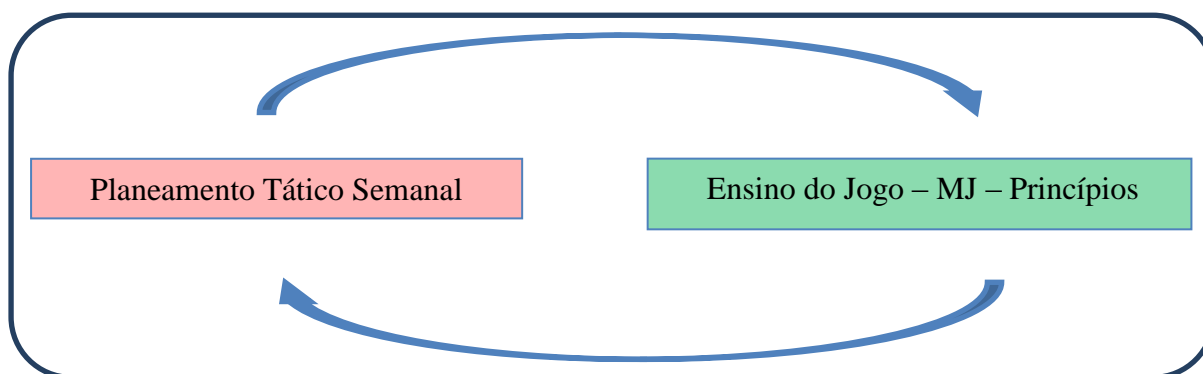 Planeamento Tático Semanal
Ensino do Jogo – MJ – Princípios